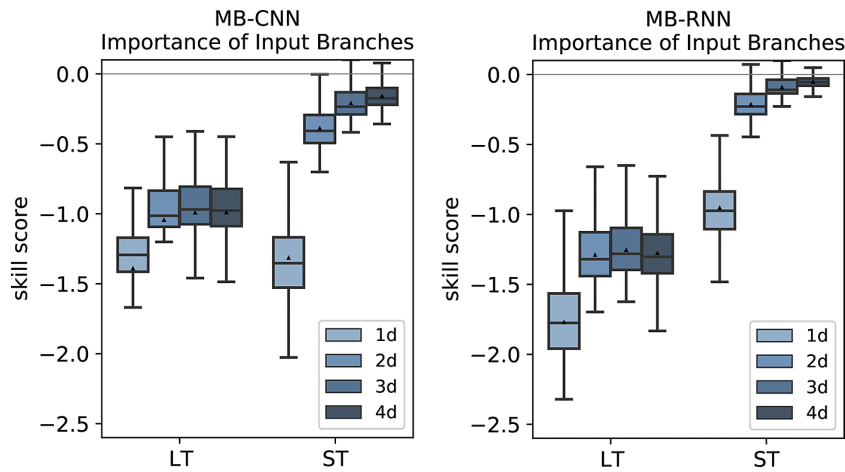 MB-CNN
Importance of Input Branches
0.0
−0.5
−1.0
−1.5
−2.0
−2.5
skill score
LT
ST
1d
2d
3d
4d
MB-RNN
Importance of Input Branches
0.0
−0.5
−1.0
−1.5
−2.0
−2.5
skill score
LT
ST
1d
2d
3d
4d